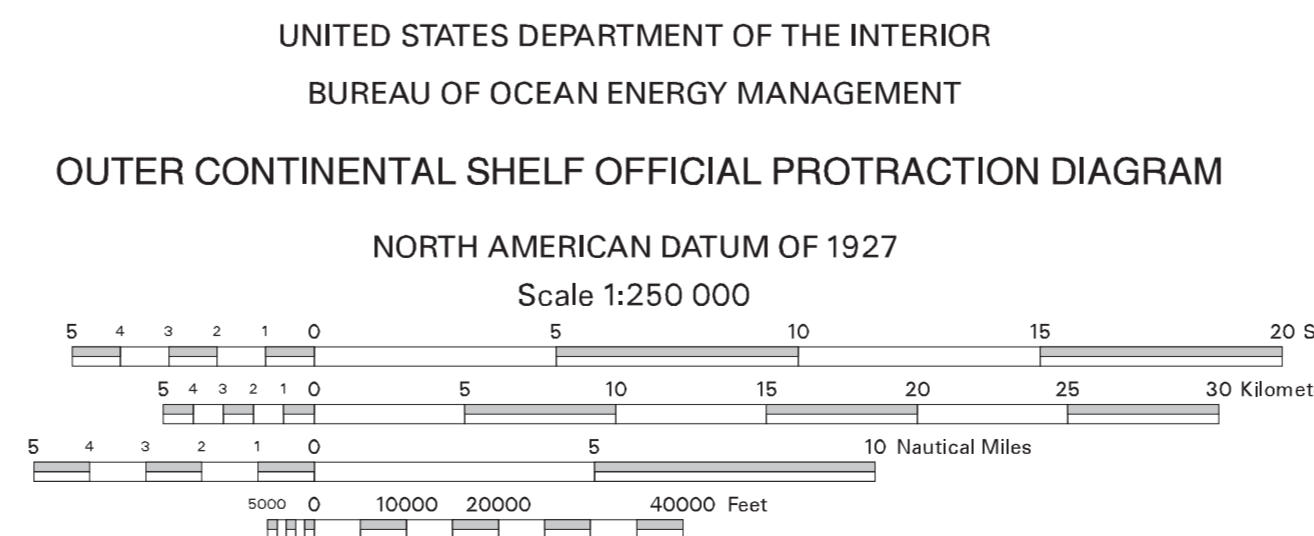 UNITED STATES DEPARTMENT OF THE INTERIOR
BUREAU OF OCEAN ENERGY MANAGEMENT
OUTER CONTINENTAL SHELF OFFICIAL PROTRACTION DIAGRAM
NORTH AMERICAN DATUM OF 1927
Scale 1:250 000
5 4 3 2 1 0 5 10 15 20 S
5 4 3 2 1 0 5 10 15 20 25 30 Kilomet
5 4 3 2 1 0 5 10 Nautical Miles
5000 0 10000 20000 40000 Feet